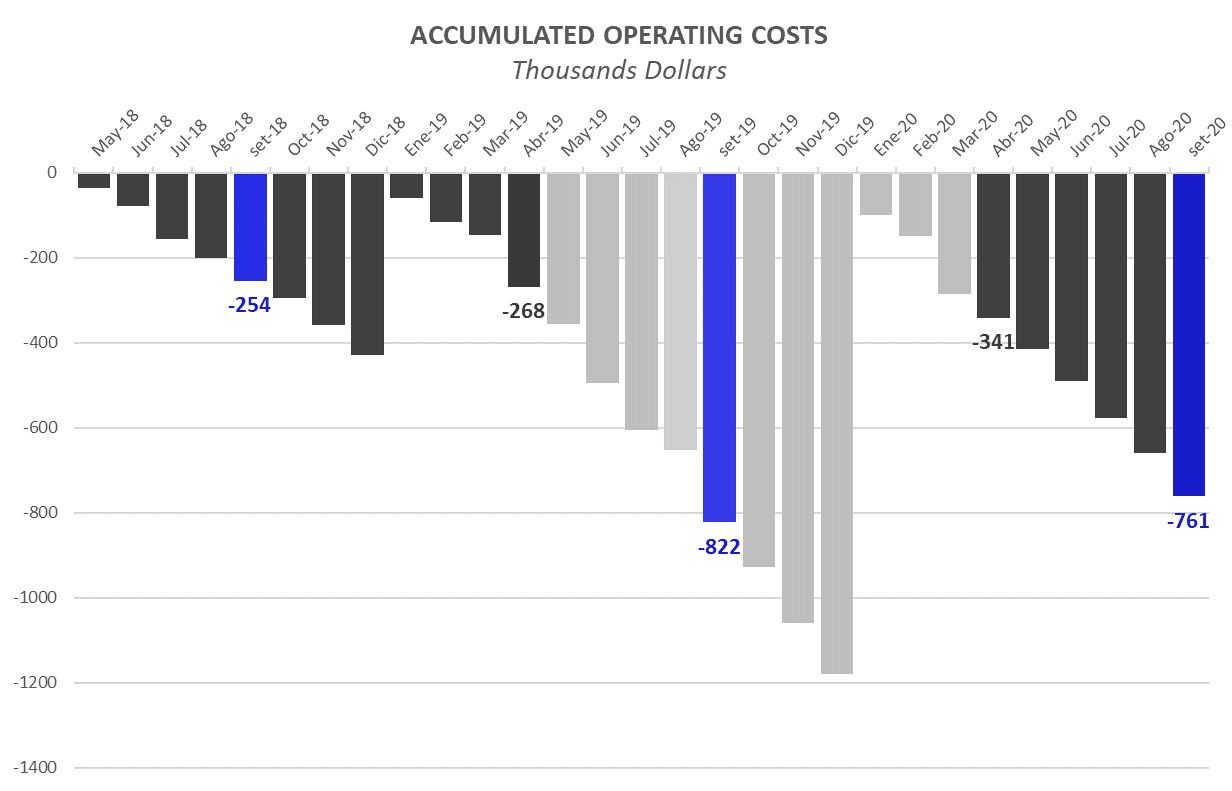 ACCUMULATED OPERATING COSTS
Thousands Dollars
May-18
Jun-18
Jul-18
Ago-18
set-18
Oct-18
Nov-18
Dic-18
Ene-19
Feb-19
Mar-19
Abr-19
May-19
Jun-19
Jul-19
Ago-19
set-19
Oct-19
Nov-19
Dic-19
Ene-20
Feb-20
Mar-20
Abr-20
May-20
Jun-20
Jul-20
Ago-20
set-20
0
-200
-254
-268
-341
-400
-600
-800
-761
-822
-1000
-1200
-1400